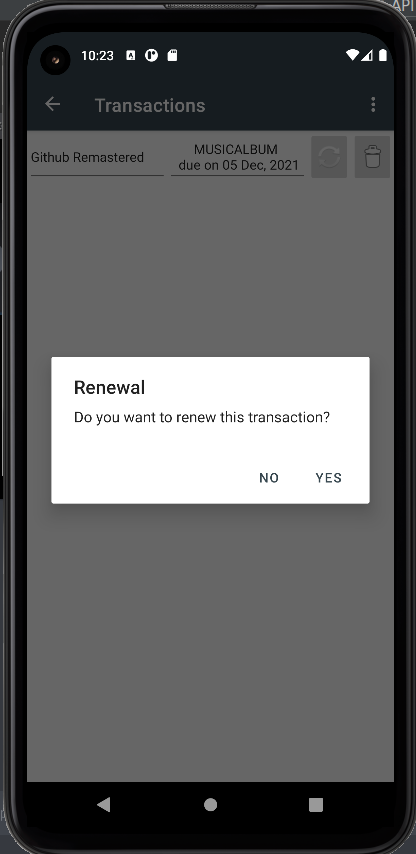 API
10:23
Transactions
Github Remastered
MUSICALBUM
due on 05 Dec, 2021
Renewal
Do you want to renew this transaction?
NO
YES